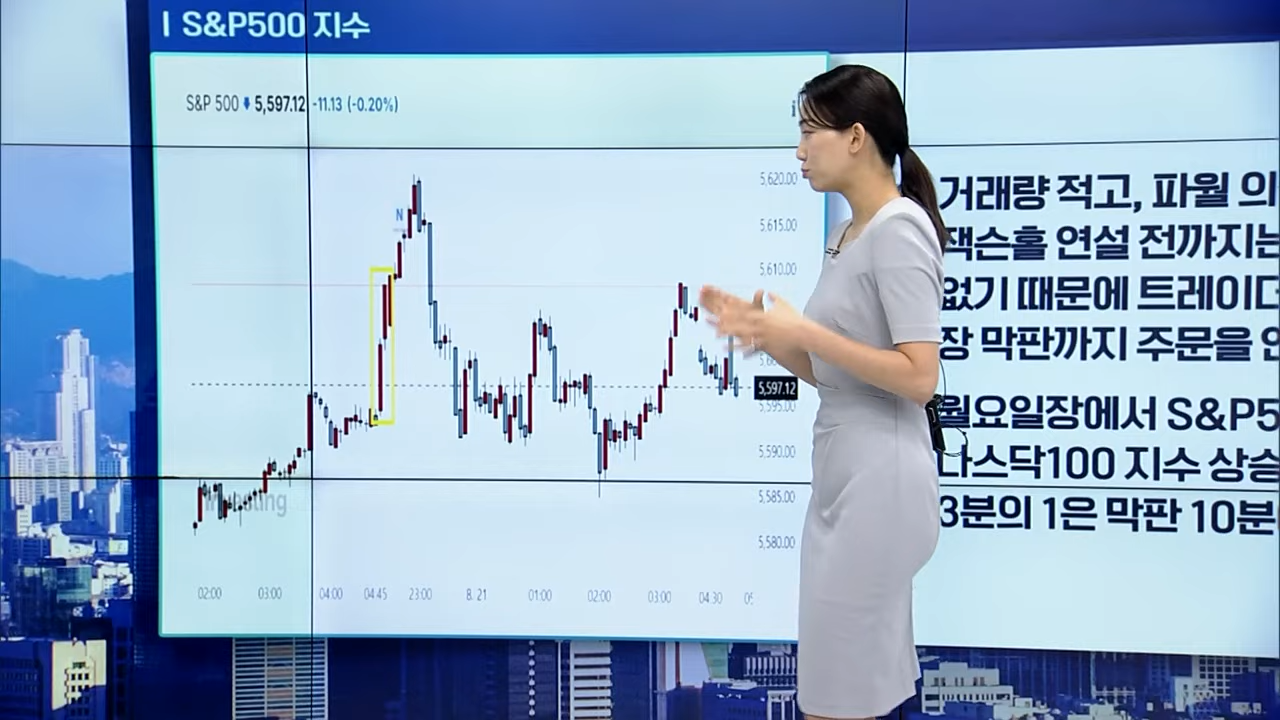 S&P500 지수
S&P 500 5,597.12 -11.13 (-0.20%)
5,620.00
N
5,615.00
5,610.00
5,597.12
5,595.00
5,590.00
5,585.00
Investing
5,580.00
02:00 03:00 04:00 04:45 23:00 8. 21 01:00 02:00 03:00 04:30
거래량 적고, 파월 의
잭슨홀 연설 전까지는
없기 때문에 트레이더
장 막판까지 주문을
월요일장에서 S&P5
나스닥100 지수 상승
3분의 1은 막판 10분